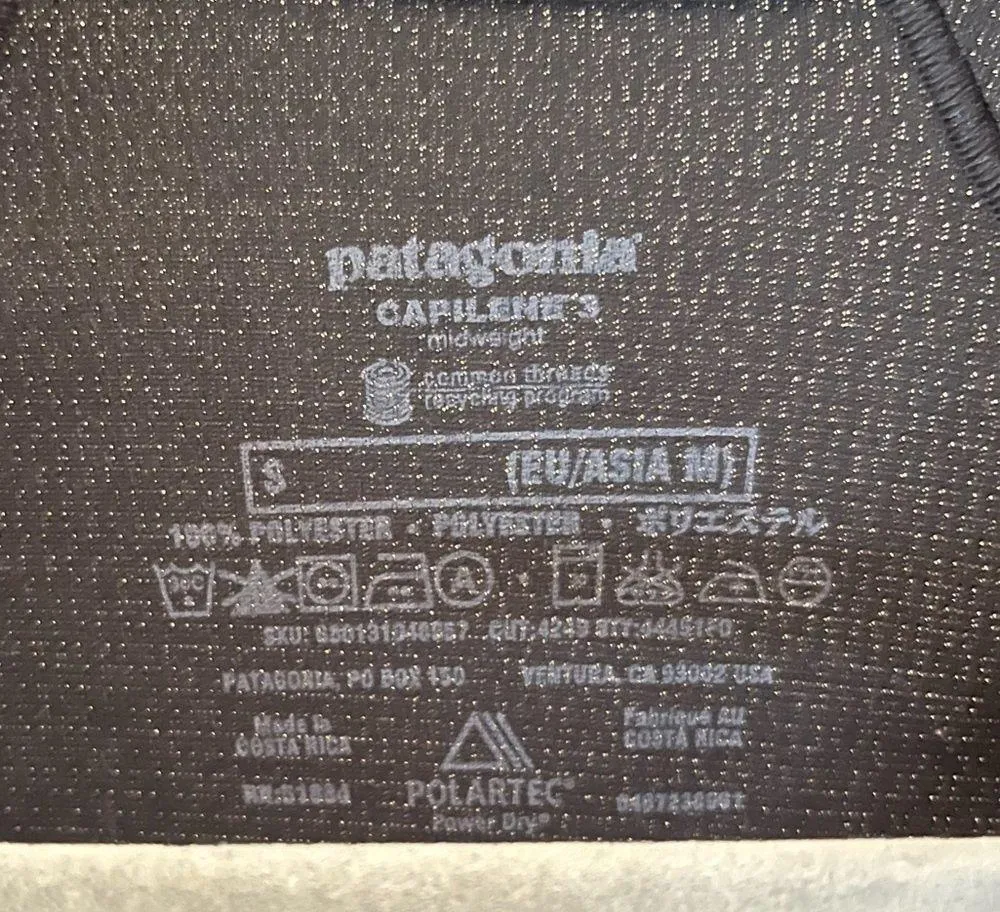 patagonia®
CAPILENE® 3
midweight
common threads
recycling program
S (EU/ASIA M)
100% POLYESTER • POLYESTER • ポリエステル
A
PATAGONIA, PO BOX 150 VENTURA, CA 93002 USA
Made in Fabriqué au
COSTA RICA COSTA RICA
POLARTEC®
Power Dry®